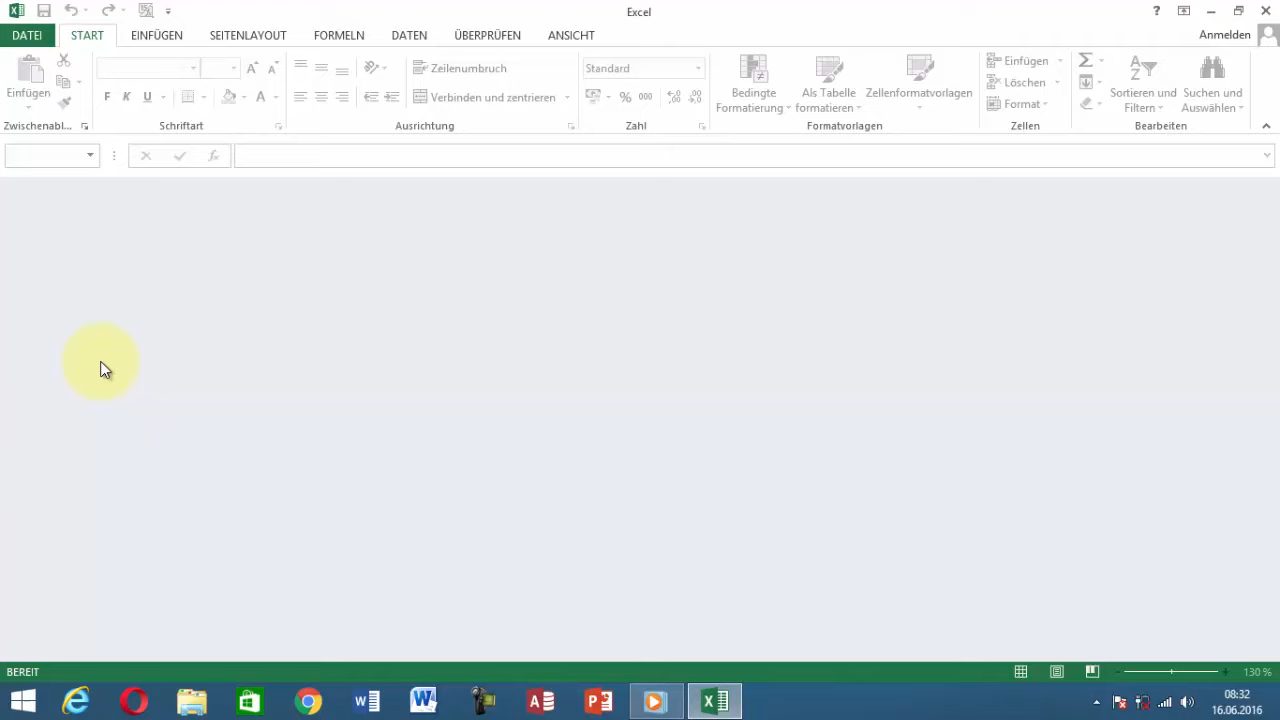 Excel
DATEI START EINFÜGEN SEITENLAYOUT FORMELN DATEN ÜBERPRÜFEN ANSICHT Anmelden
Einfügen
Zwischenabl...
F K U
Schriftart
Zeilenumbruch
Verbinden und zentrieren
Ausrichtung
Standard
% 000
Zahl
Bedingte Formatierung
Als Tabelle formatieren
Zellenformatvorlagen
Formatvorlagen
Einfügen
Löschen
Format
Zellen
Sortieren und Filtern
Suchen und Auswählen
Bearbeiten
BEREIT
130 %
08:32
16.06.2016